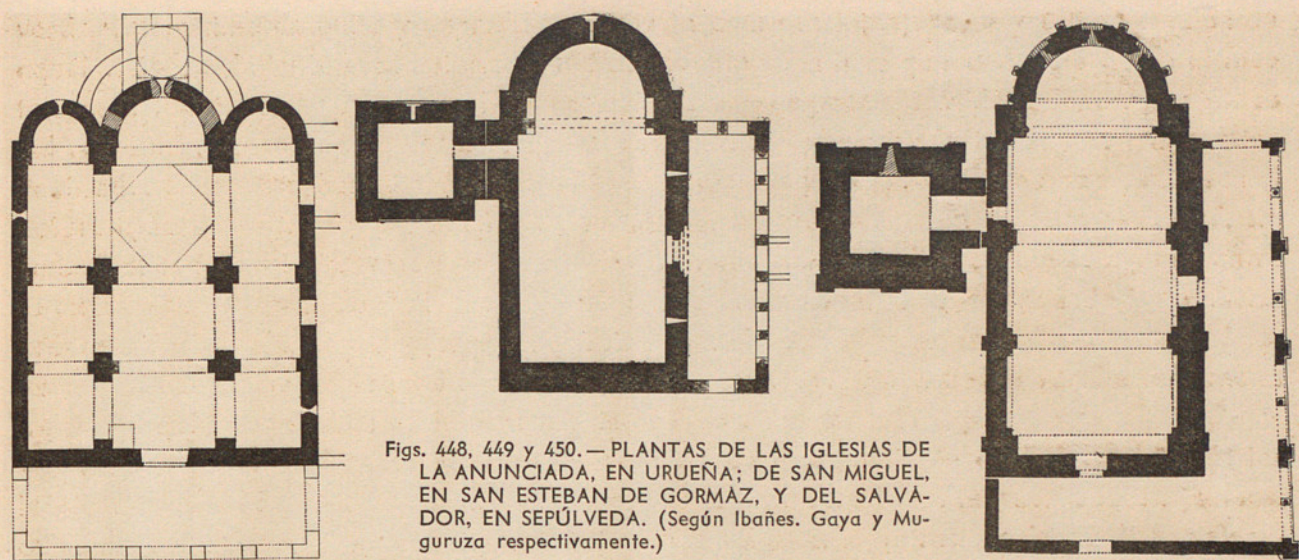 Figs. 448, 449 y 450.— PLANTAS DE LAS IGLESIAS DE
LA ANUNCIADA, EN URUEÑA; DE SAN MIGUEL,
EN SAN ESTEBAN DE GORMAZ, Y DEL SALVA-
DOR, EN SEPÚLVEDA. (Según Ibañes. Gaya y Mu-
guruza respectivamente.)